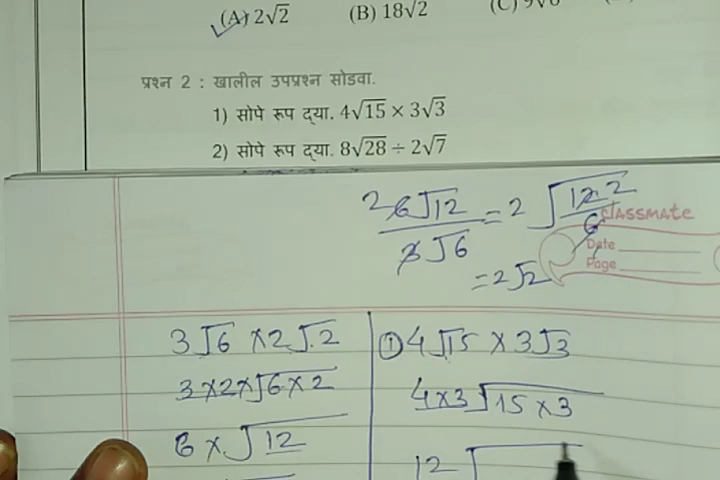 (A) 2√2 (B) 18√2
प्रश्न 2 : खालील उपप्रश्न सोडवा.
1) सोपे रूप द्या. 4√15 × 3√3
2) सोपे रूप द्या. 8√28 ÷ 2√7
2 6√12 / 3√6 = 2 √12 2 / 6
CLASSMATE
Date
Page
= 2√2
3√6 × 2√2
3×2×√6×2
6 × √12
① 4√15 × 3√3
4×3√15×3
12√